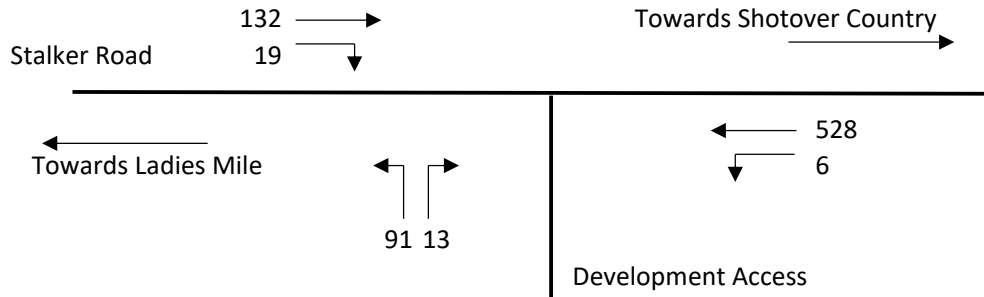 132
Towards Shotover Country
Stalker Road
19
528
Towards Ladies Mile
6
91 13
Development Access